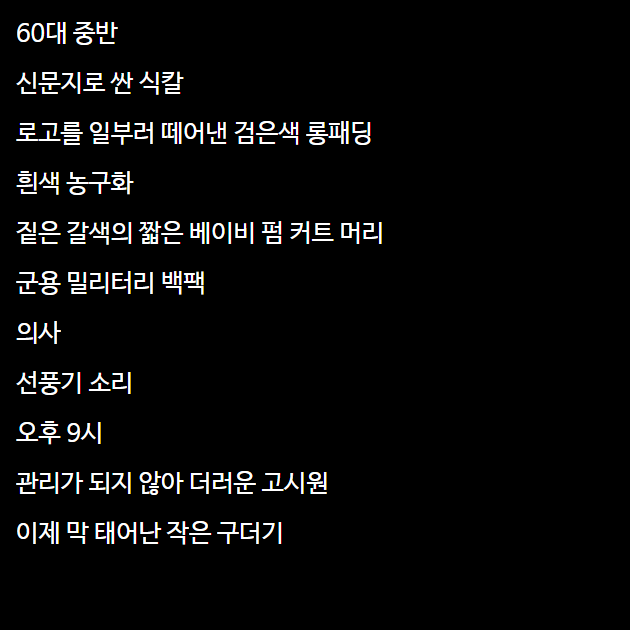 60대 중반
신문지로 싼 식칼
로고를 일부러 떼어낸 검은색 롱패딩
흰색 농구화
짙은 갈색의 짧은 베이비 펌 커트 머리
군용 밀리터리 백팩
의사
선풍기 소리
오후 9시
관리가 되지 않아 더러운 고시원
이제 막 태어난 작은 구더기